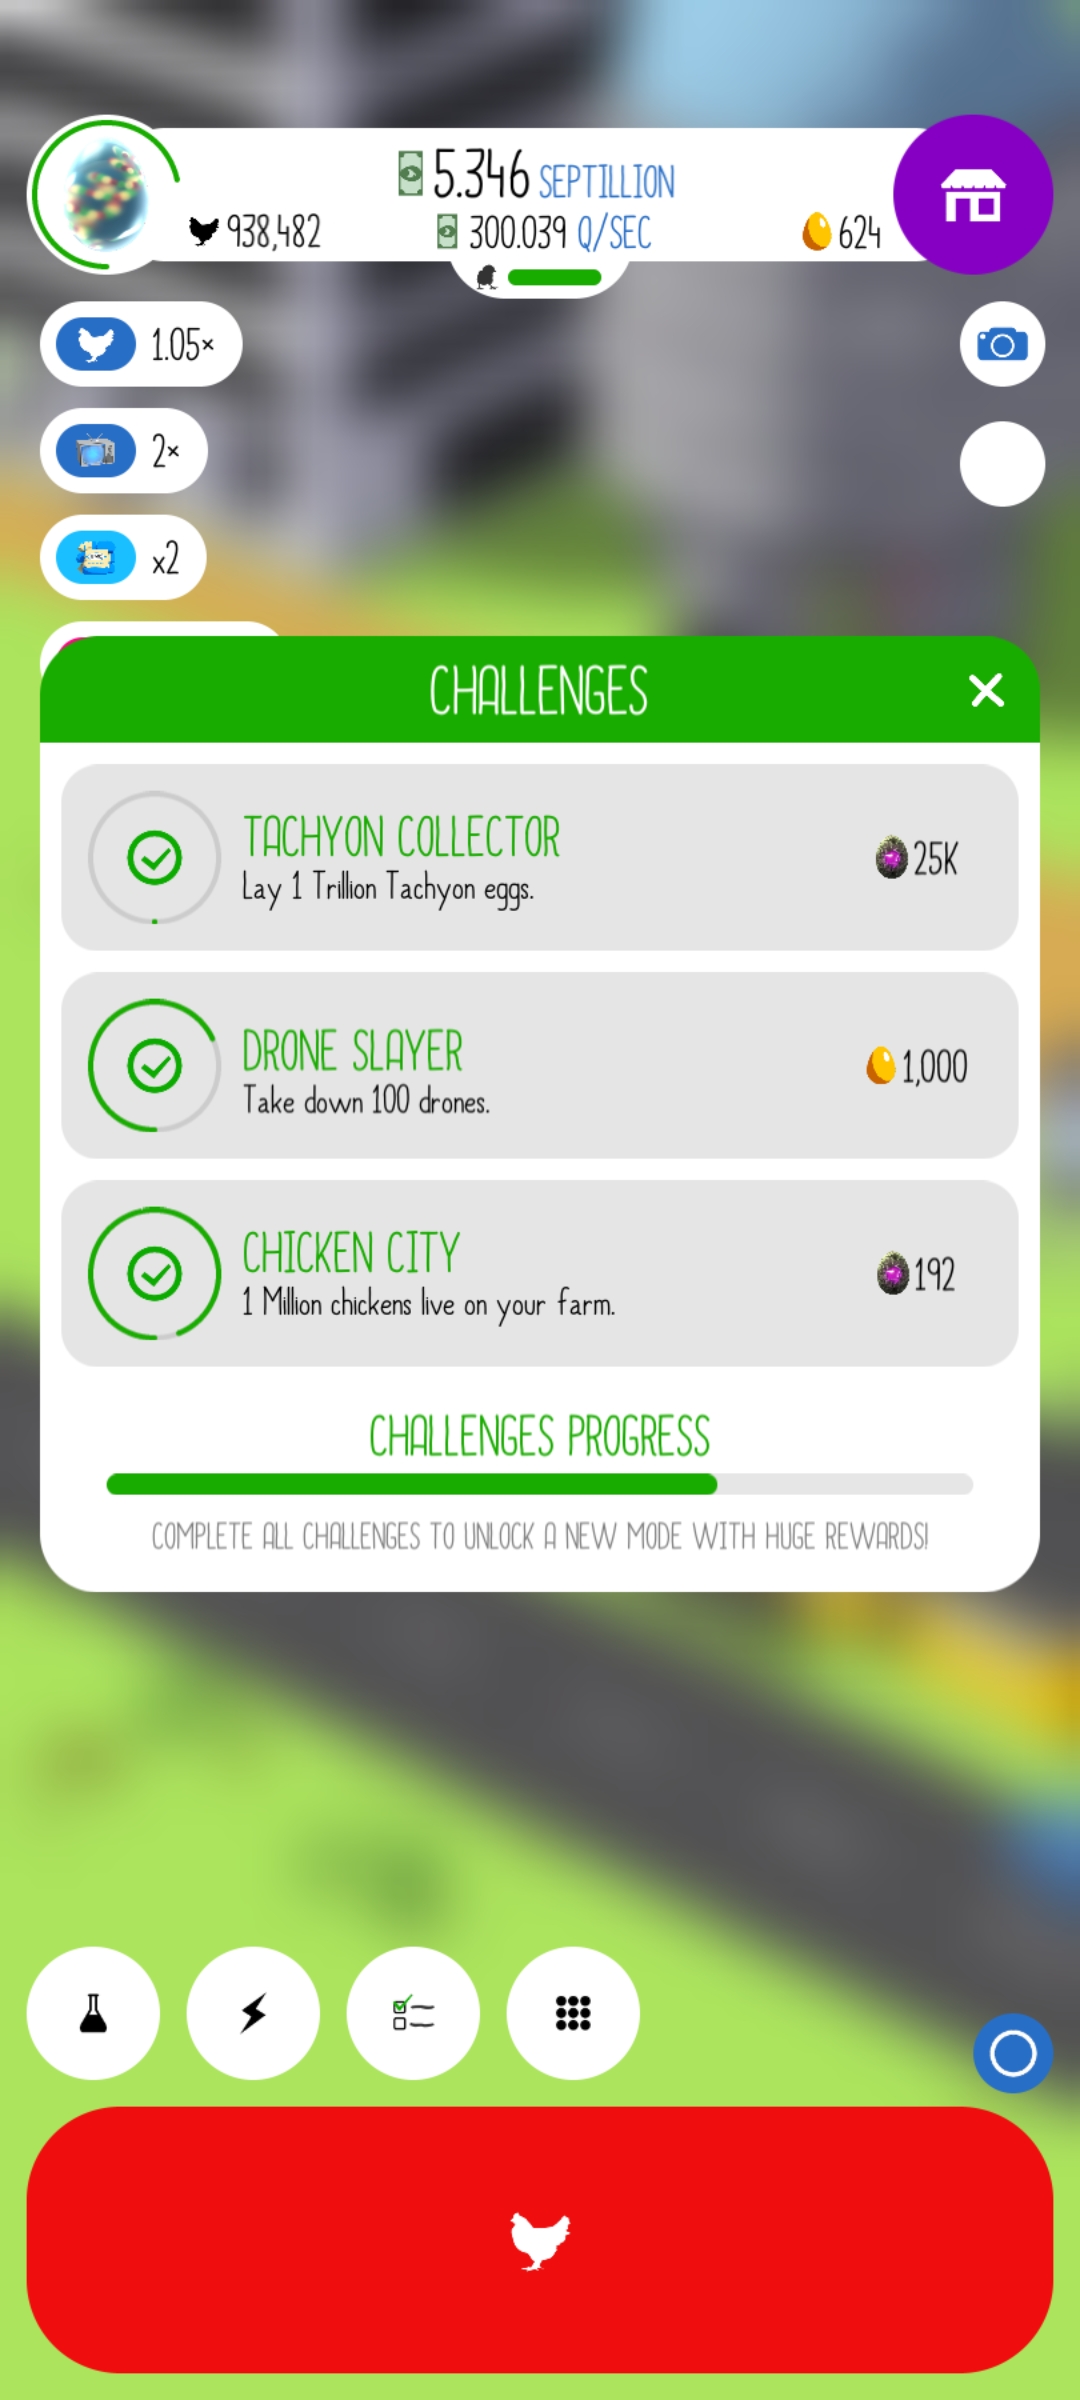 5.346 SEPTILLION
938,482
300.039 Q/SEC
624
1.05×
2×
x2
CHALLENGES
TACHYON COLLECTOR
Lay 1 Trillion Tachyon eggs.
25K
DRONE SLAYER
Take down 100 drones.
1,000
CHICKEN CITY
1 Million chickens live on your farm.
192
CHALLENGES PROGRESS
COMPLETE ALL CHALLENGES TO UNLOCK A NEW MODE WITH HUGE REWARDS!